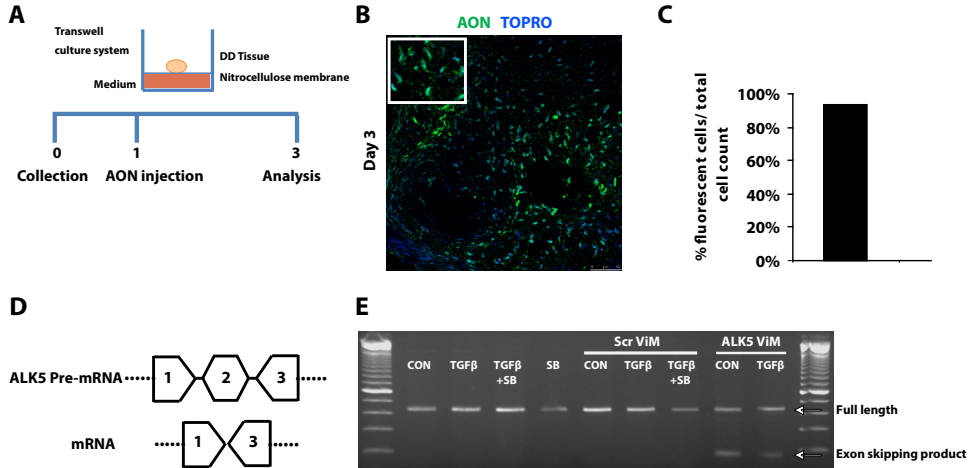 A
Transwell
culture system
DD Tissue
Nitrocellulose membrane
Medium
0
1
3
Collection
AON injection
Analysis
B
AON TOPRO
Day 3
C
% fluorescent cells/ total
cell count
100%
80%
60%
40%
20%
0%
D
ALK5 Pre-mRNA
1
2
3
mRNA
1
3
E
Scr ViM
ALK5 ViM
CON
TGFβ
TGFβ
+SB
SB
CON
TGFβ
TGFβ
+SB
CON
TGFβ
Full length
Exon skipping product